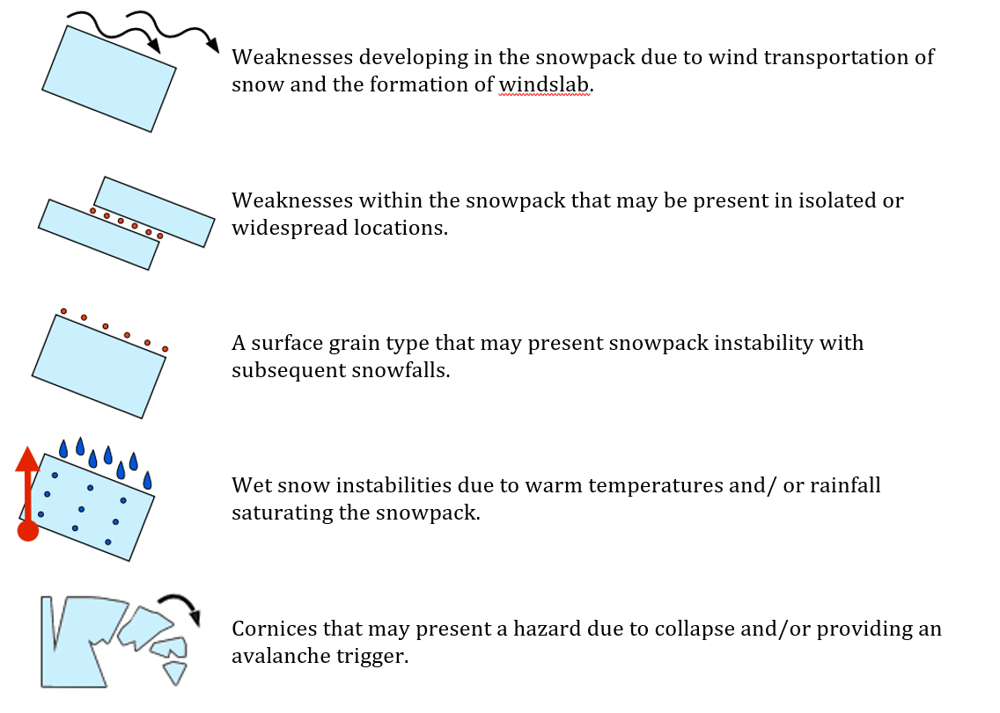 Weaknesses developing in the snowpack due to wind transportation of
snow and the formation of windslab.
Weaknesses within the snowpack that may be present in isolated or
widespread locations.
A surface grain type that may present snowpack instability with
subsequent snowfalls.
Wet snow instabilities due to warm temperatures and/ or rainfall
saturating the snowpack.
Cornices that may present a hazard due to collapse and/or providing an
avalanche trigger.